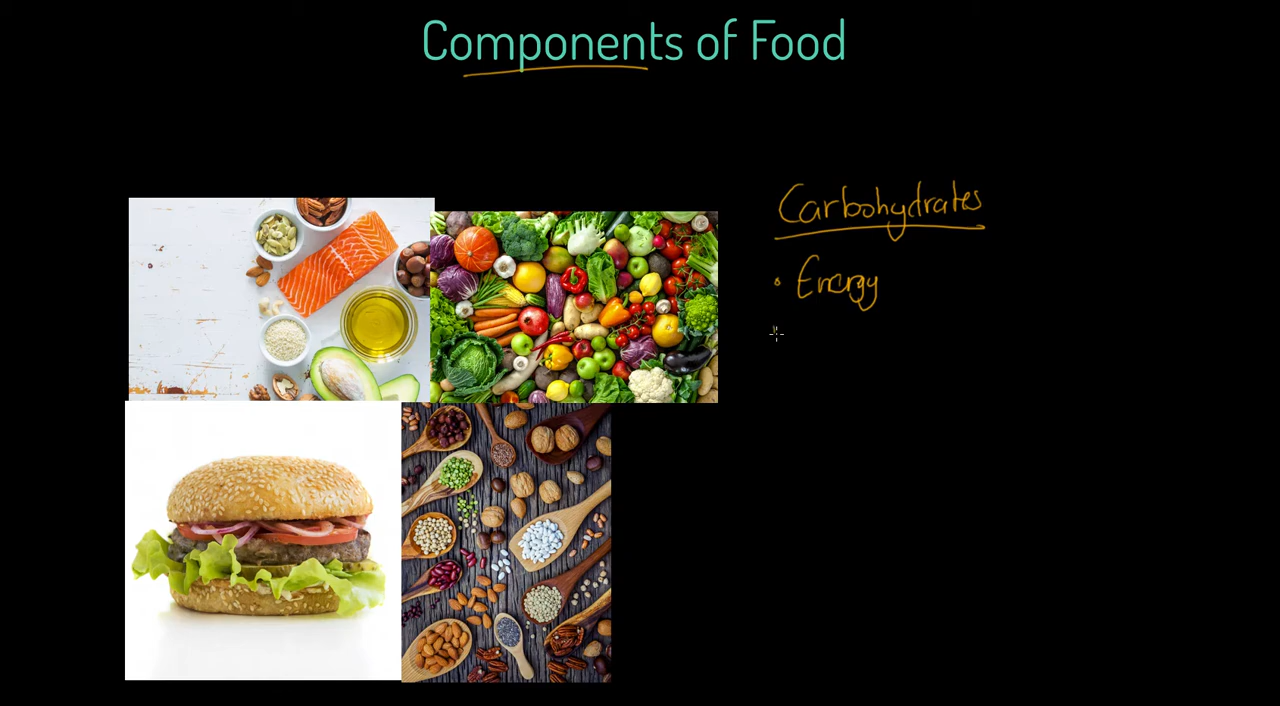 Components of Food
Carbohydrates
• Energy